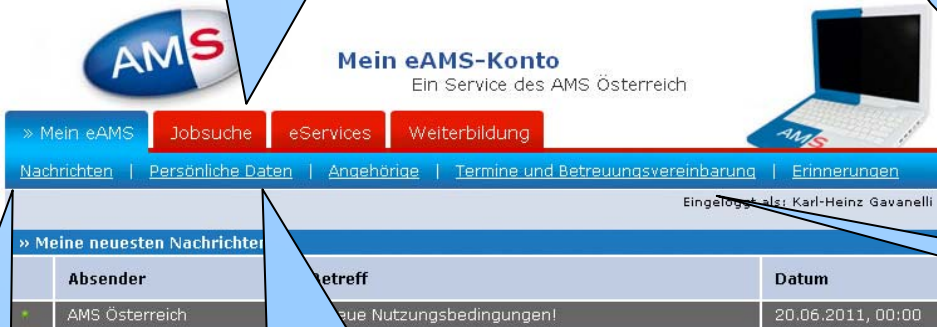 AMS
Mein eAMS-Konto
Ein Service des AMS Österreich
» Mein eAMS Jobsuche eServices Weiterbildung
AMS
Nachrichten | Persönliche Daten | Angehörige | Termine und Betreuungsvereinbarung | Erinnerungen
Eingeloggt als: Karl-Heinz Gavanelli
» Meine neuesten Nachrichten
Absender Betreff Datum
AMS Österreich Nutzungsbedingungen! 20.06.2011, 00:00